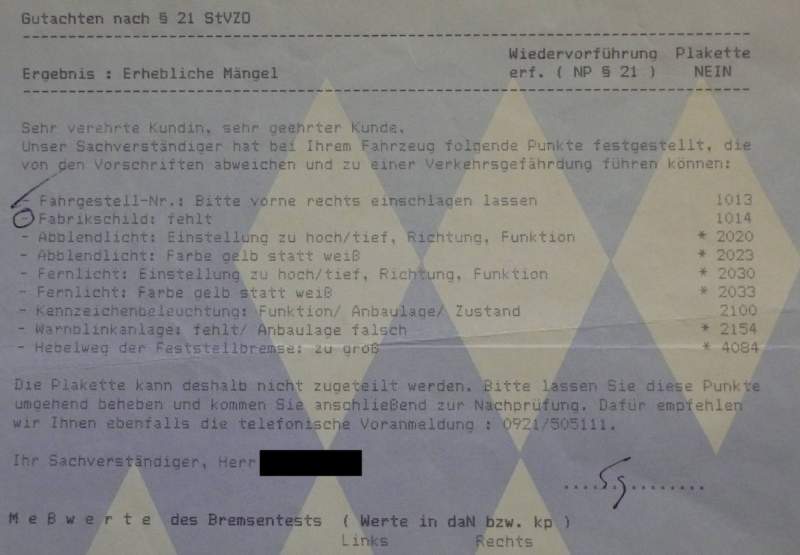 Gutachten nach § 21 StVZO
Wiedervorführung Plakette
Ergebnis : Erhebliche Mängel erf. ( NP § 21 ) NEIN
Sehr verehrte Kundin, sehr geehrter Kunde.
Unser Sachverständiger hat bei Ihrem Fahrzeug folgende Punkte festgestellt, die
von den Vorschriften abweichen und zu einer Verkehrsgefährdung führen können:
- Fahrgestell-Nr.: Bitte vorne rechts einschlagen lassen 1013
- Fabrikschild: fehlt 1014
- Abblendlicht: Einstellung zu hoch/tief, Richtung, Funktion * 2020
- Abblendlicht: Farbe gelb statt weiß * 2023
- Fernlicht: Einstellung zu hoch/tief, Richtung, Funktion * 2030
- Fernlicht: Farbe gelb statt weiß * 2033
- Kennzeichenbeleuchtung: Funktion/ Anbaulage/ Zustand 2100
- Warnblinkanlage: fehlt/ Anbaulage falsch * 2154
- Hebelweg der Feststellbremse: zu groß * 4084
Die Plakette kann deshalb nicht zugeteilt werden. Bitte lassen Sie diese Punkte
umgehend beheben und kommen Sie anschließend zur Nachprüfung. Dafür empfehlen
wir Ihnen ebenfalls die telefonische Voranmeldung : 0921/505111.
Ihr Sachverständiger, Herr
M e ß w e r t e des Bremsentests ( Werte in daN bzw. kp )
Links Rechts